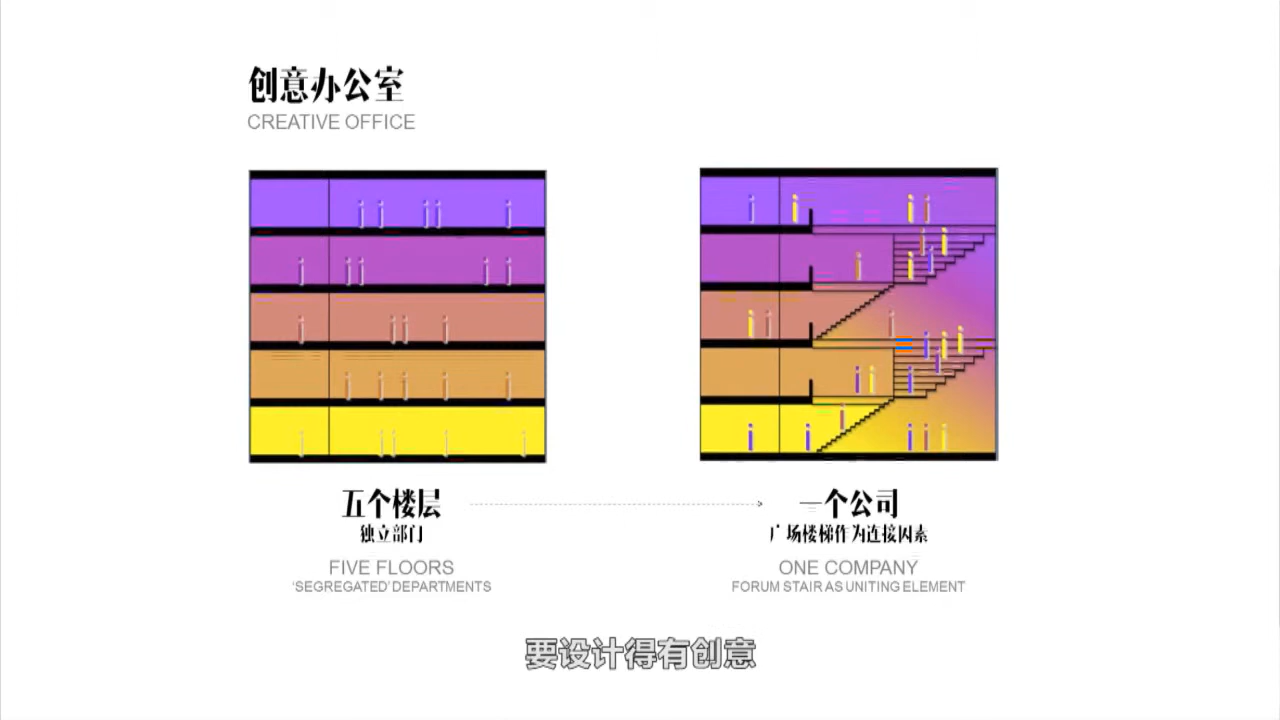 创意办公室
CREATIVE OFFICE
五个楼层
独立部门
FIVE FLOORS
'SEGREGATED' DEPARTMENTS
一个公司
广场楼梯作为连接因素
ONE COMPANY
FORUM STAIR AS UNITING ELEMENT
要设计得有创意